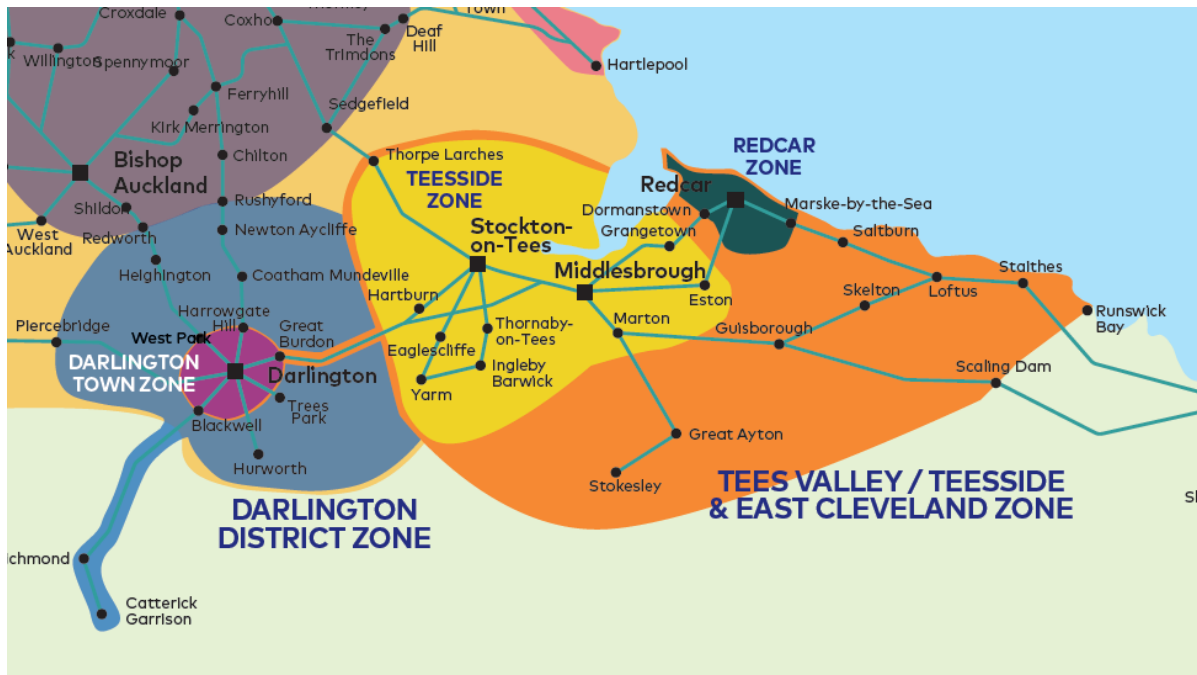 Croxdale
Coxho
Town
The
Trimdons
Deaf
Hill
k
Willington
Spennymoor
Hartlepool
Ferryhill
Sedgefield
Kirk Merrington
REDCAR
ZONE
Chilton
Thorpe Larches
Bishop
Auckland
TEESSIDE
ZONE
Redcar
Rushyford
Shildon
Dormanstown
Marske-by-the-Sea
West
Auckland
Redworth
Newton Aycliffe
Stockton-
on-Tees
Grangetown
Saltburn
Heighington
Coatham Mundeville
Middlesbrough
Staithes
Hartburn
Eston
Skelton
Loftus
Harrowgate
Hill
Runswick
Bay
Piercebridge
West Park
Great
Burdon
Thornaby-
on-Tees
Marton
Guisborough
Eaglescliffe
DARLINGTON
TOWN ZONE
Darlington
Ingleby
Barwick
Scaling Dam
Yarm
Trees
Park
Blackwell
Great Ayton
Hurworth
Stokesley
TEES VALLEY / TEESSIDE
& EAST CLEVELAND ZONE
DARLINGTON
DISTRICT ZONE
Sl
ichmond
Catterick
Garrison